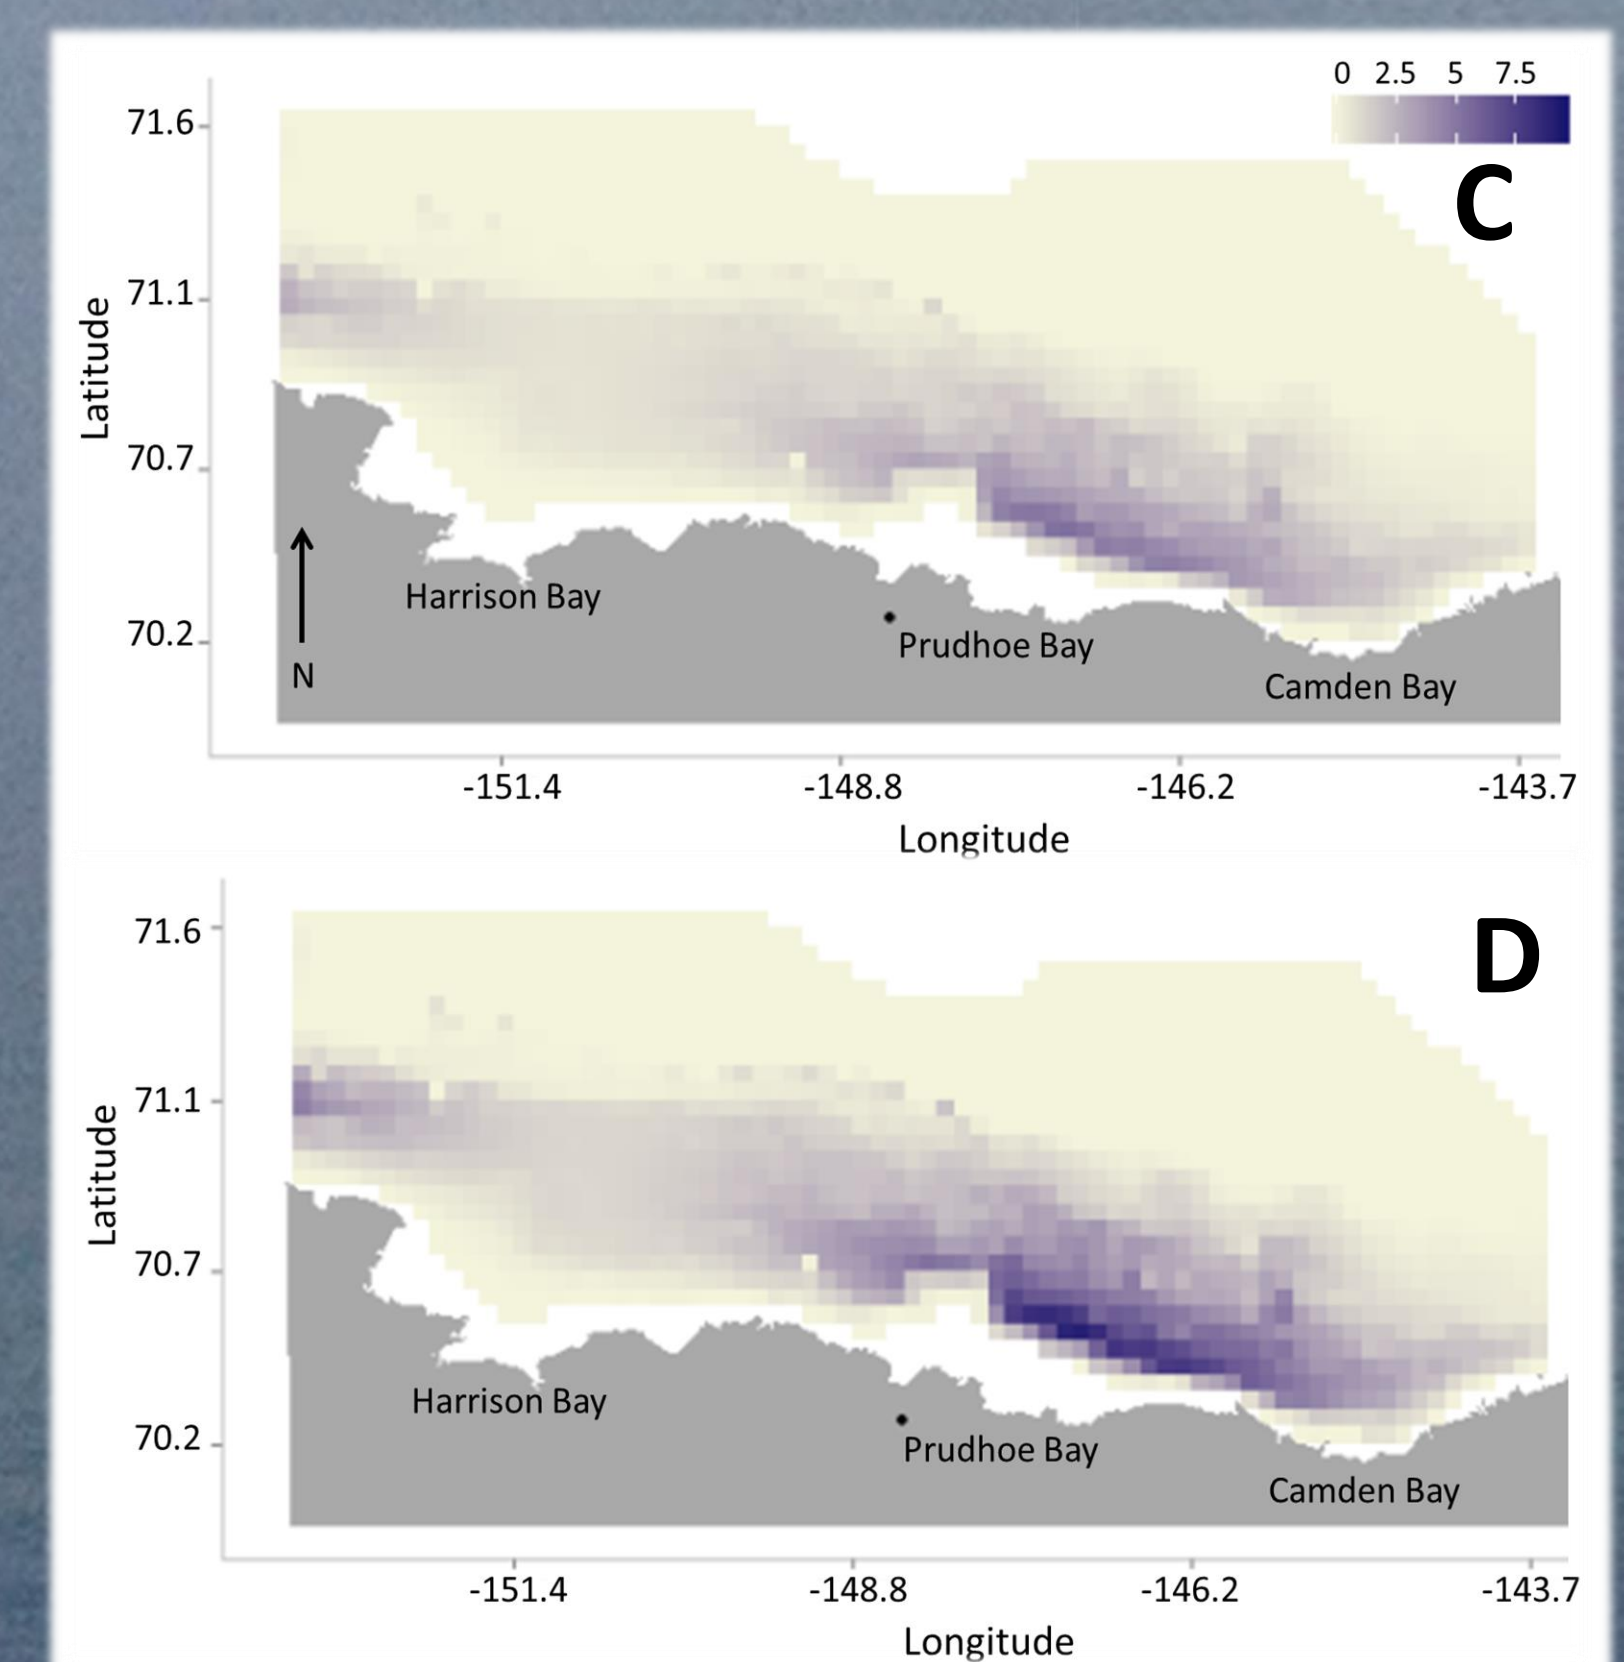 0 2.5 5 7.5
C
71.6
71.1
70.7
70.2
Latitude
N
Harrison Bay
Prudhoe Bay
Camden Bay
-151.4 -148.8 -146.2 -143.7
Longitude
D
71.6
71.1
70.7
70.2
Latitude
Harrison Bay
Prudhoe Bay
Camden Bay
-151.4 -148.8 -146.2 -143.7
Longitude